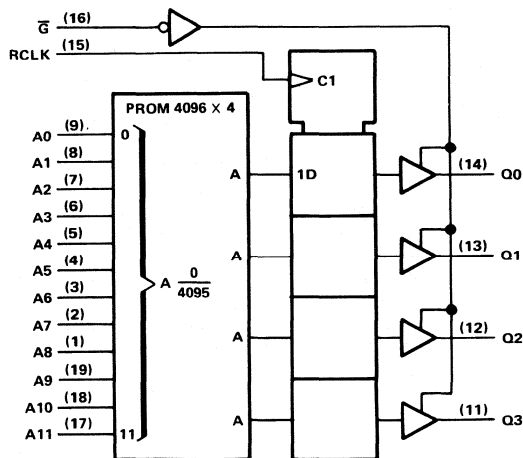 G̅ (16)
RCLK (15)
C1
PROM 4096 × 4
A0 (9) 0 A 1D (14) Q0
A1 (8)
A2 (7)
A3 (6) A (13) Q1
A4 (5)
A5 (4) A 0/4095
A6 (3)
A7 (2) A (12) Q2
A8 (1)
A9 (19)
A10 (18)
A11 (17) 11 A (11) Q3